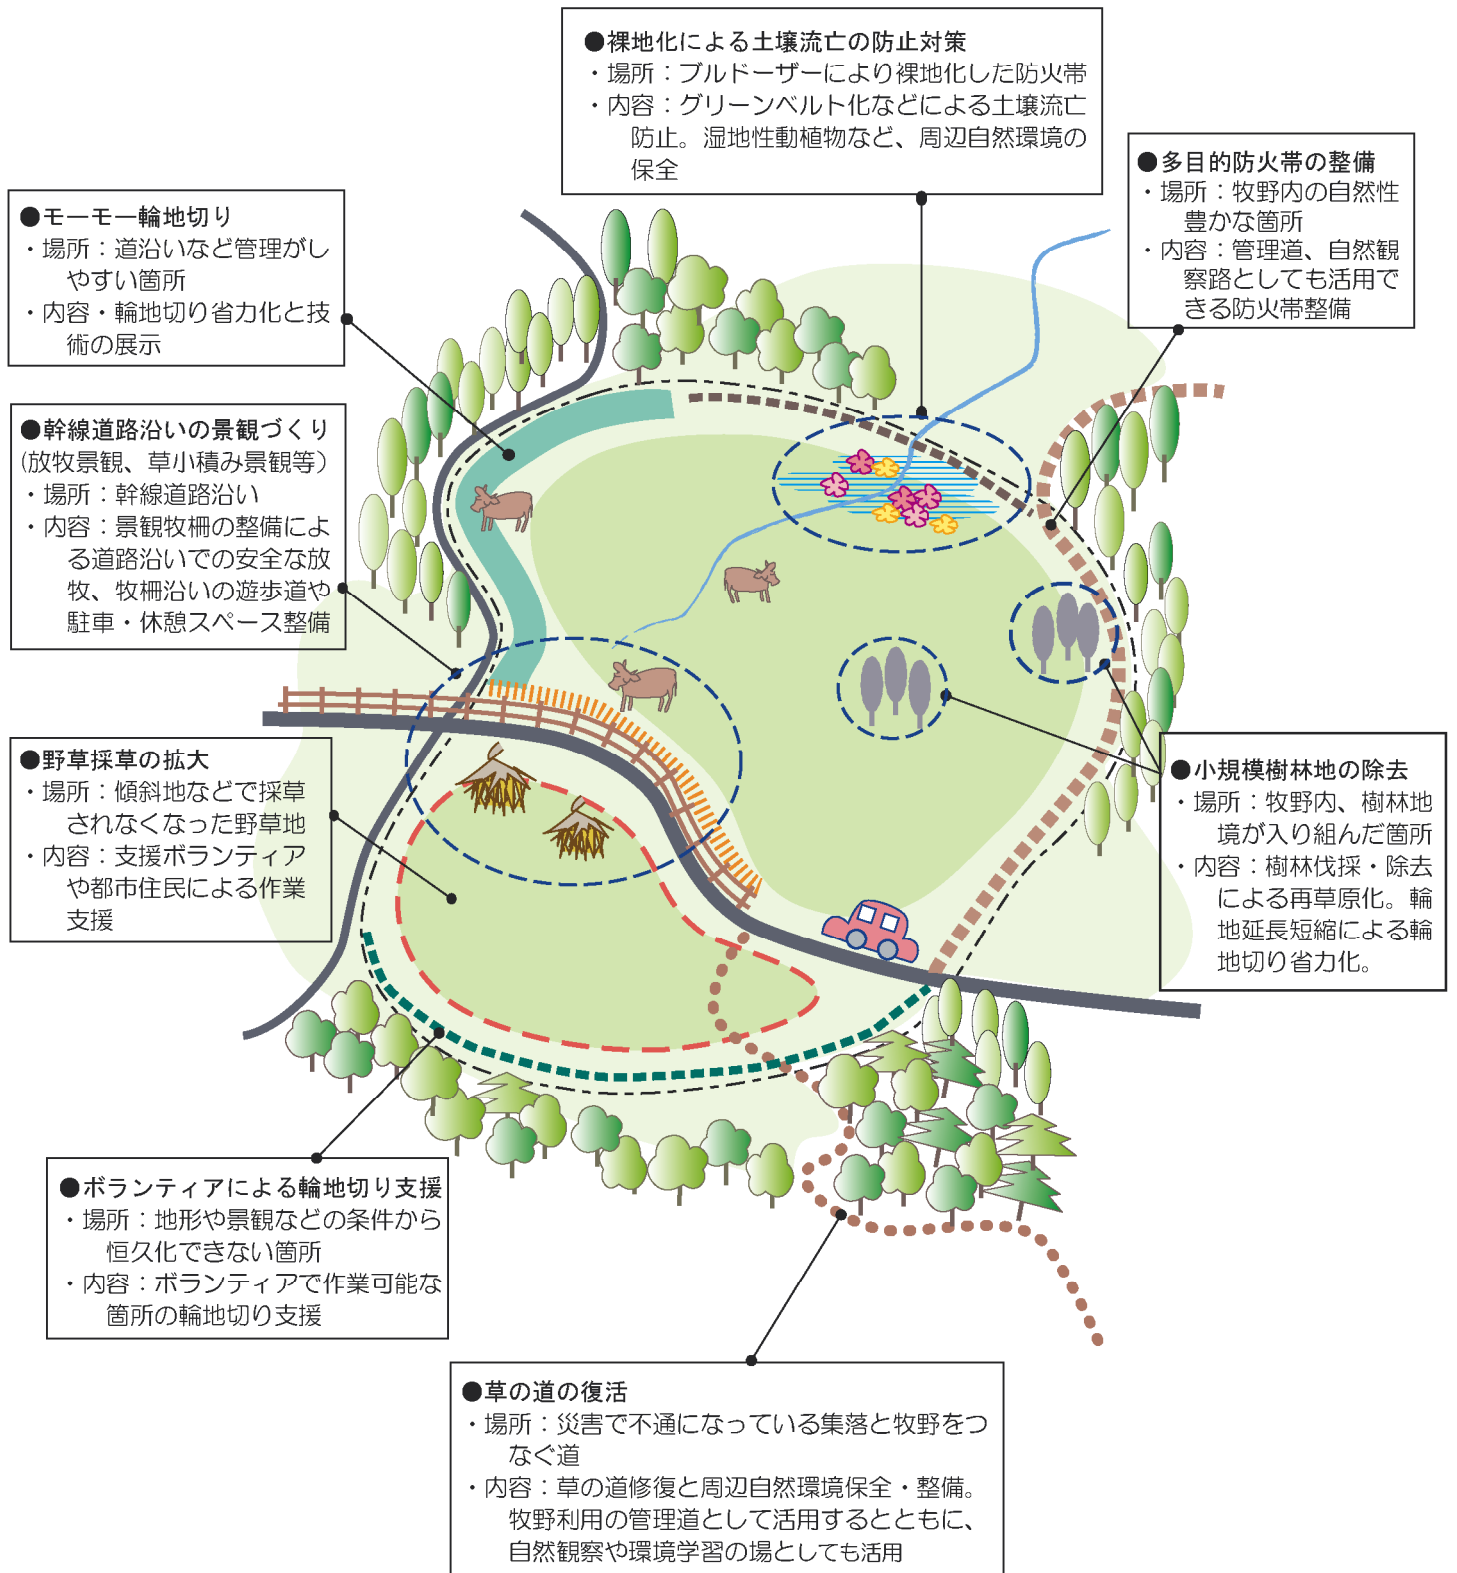 ●裸地化による土壌流亡の防止対策
・場所：ブルドーザーにより裸地化した防火帯
・内容：グリーンベルト化などによる土壌流亡
防止。湿地性動植物など、周辺自然環境の
保全
●多目的防火帯の整備
・場所：牧野内の自然性
豊かな箇所
・内容：管理道、自然観
察路としても活用で
きる防火帯整備
●モーモー輪地切り
・場所：道沿いなど管理がし
やすい箇所
・内容・輪地切り省力化と技
術の展示
●幹線道路沿いの景観づくり
(放牧景観、草小積み景観等）
・場所：幹線道路沿い
・内容：景観牧柵の整備によ
る道路沿いでの安全な放
牧、牧柵沿いの遊歩道や
駐車・休憩スペース整備
●野草採草の拡大
・場所：傾斜地などで採草
されなくなった野草地
・内容：支援ボランティア
や都市住民による作業
支援
●小規模樹林地の除去
・場所：牧野内、樹林地
境が入り組んだ箇所
・内容：樹林伐採・除去
による再草原化。輪
地延長短縮による輪
地切り省力化。
●ボランティアによる輪地切り支援
・場所：地形や景観などの条件から
恒久化できない箇所
・内容：ボランティアで作業可能な
箇所の輪地切り支援
●草の道の復活
・場所：災害で不通になっている集落と牧野をつ
なぐ道
・内容：草の道修復と周辺自然環境保全・整備。
牧野利用の管理道として活用するとともに、
自然観察や環境学習の場としても活用